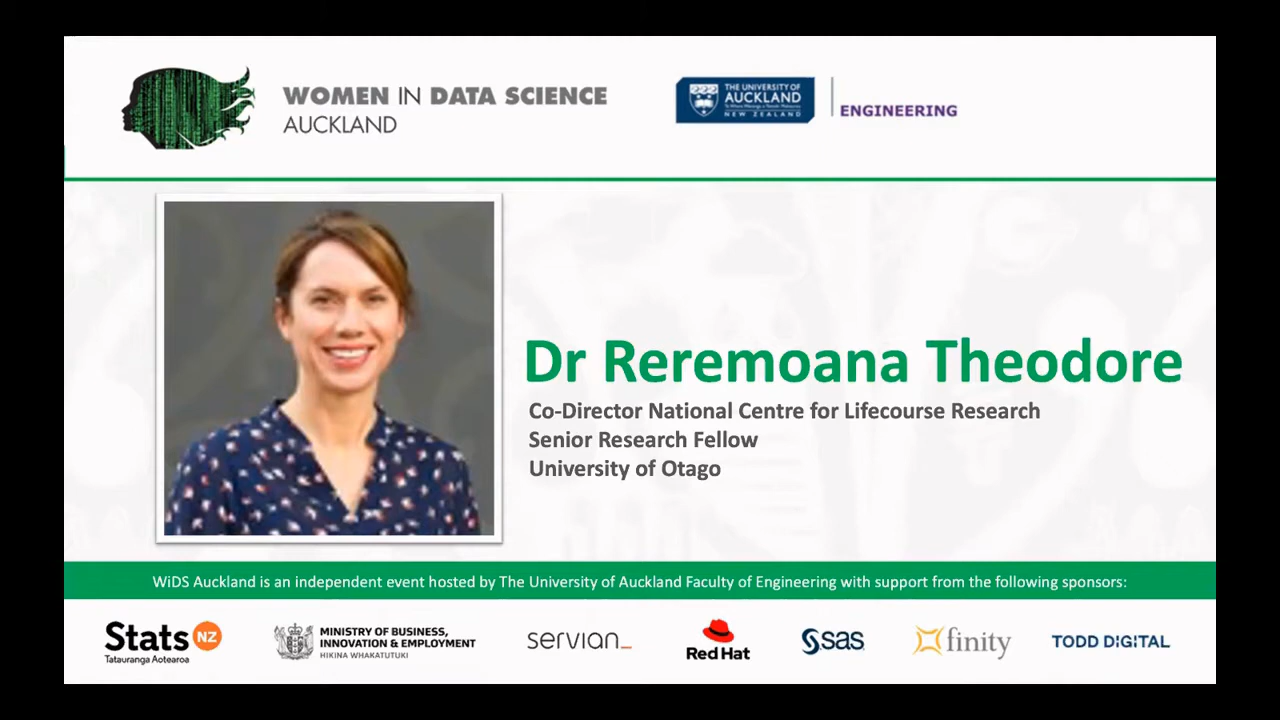 WOMEN IN DATA SCIENCE
AUCKLAND
THE UNIVERSITY OF
AUCKLAND
NEW ZEALAND
ENGINEERING
Dr Reremoana Theodore
Co-Director National Centre for Lifecourse Research
Senior Research Fellow
University of Otago
WiDS Auckland is an independent event hosted by The University of Auckland Faculty of Engineering with support from the following sponsors:
Stats NZ
Tatauranga Aotearoa
MINISTRY OF BUSINESS,
INNOVATION & EMPLOYMENT
HIKINA WHAKATUTUKI
servian_
Red Hat
sas
finity
TODD DIGITAL